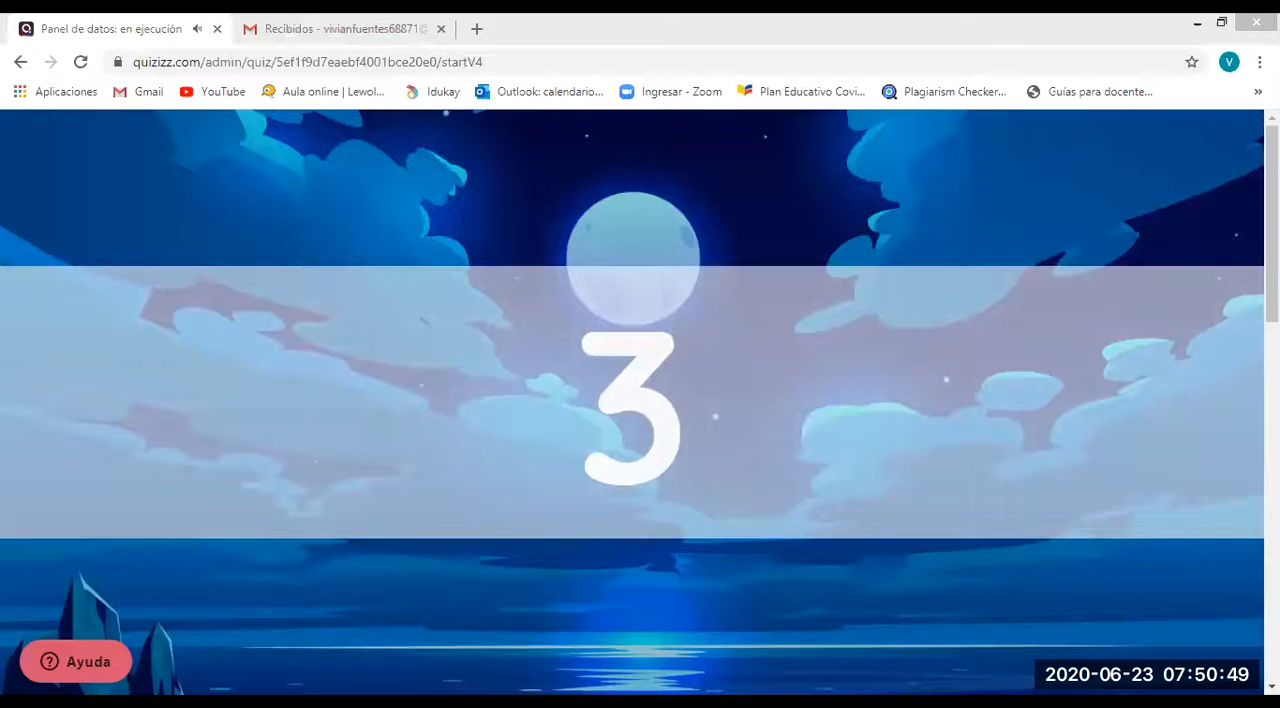 Panel de datos: en ejecución
Recibidos - vivianfuentes68871@
quizizz.com/admin/quiz/5ef1f9d7eaebf4001bce20e0/startV4
V
Aplicaciones
Gmail
YouTube
Aula online | Lewol...
Idukay
Outlook: calendario...
Ingresar - Zoom
Plan Educativo Covi...
Plagiarism Checker...
Guías para docente...
»
3
? Ayuda
2020-06-23 07:50:49